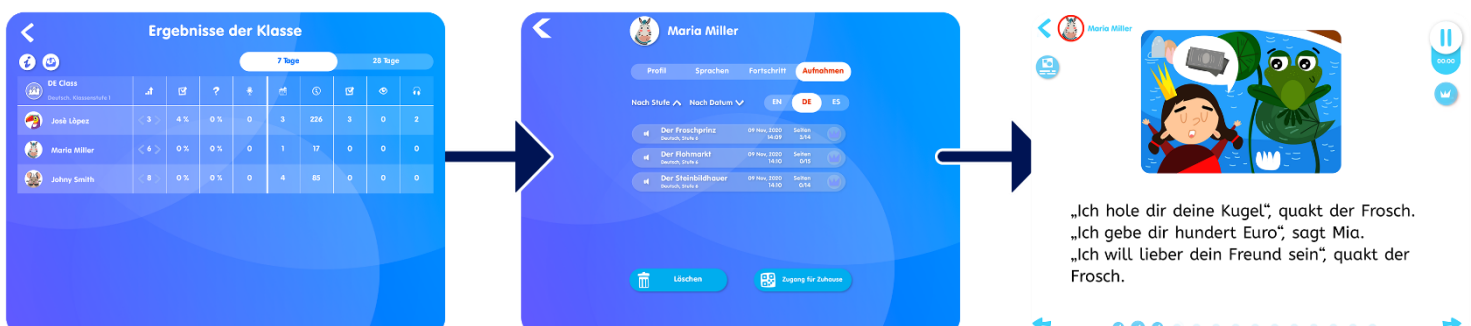 Ergebnisse der Klasse
7 Tage
28 Tage
DE Class
Deutsch, Klassenstufe 1
Josè Làpez < 3 > 4 % 0 % 0 3 226 3 0 2
Maria Miller < 6 > 0 % 0 % 0 1 17 0 0 0
Johny Smith < 8 > 0 % 0 % 0 4 85 0 0 0
Maria Miller
Profil Sprachen Fortschritt Aufnahmen
Nach Stufe Nach Datum EN DE ES
Der Froschprinz 09 Nov, 2020 Seiten
Deutsch, Stufe 6 14:09 3/14
Der Flohmarkt 09 Nov, 2020 Seiten
Deutsch, Stufe 6 14:10 0/15
Der Steinbildhauer 09 Nov, 2020 Seiten
Deutsch, Stufe 6 14:10 0/14
Löschen
Zugang für Zuhause
Maria Miller
00:00
„Ich hole dir deine Kugel“, quakt der Frosch.
„Ich gebe dir hundert Euro“, sagt Mia.
„Ich will lieber dein Freund sein“, quakt der
Frosch.